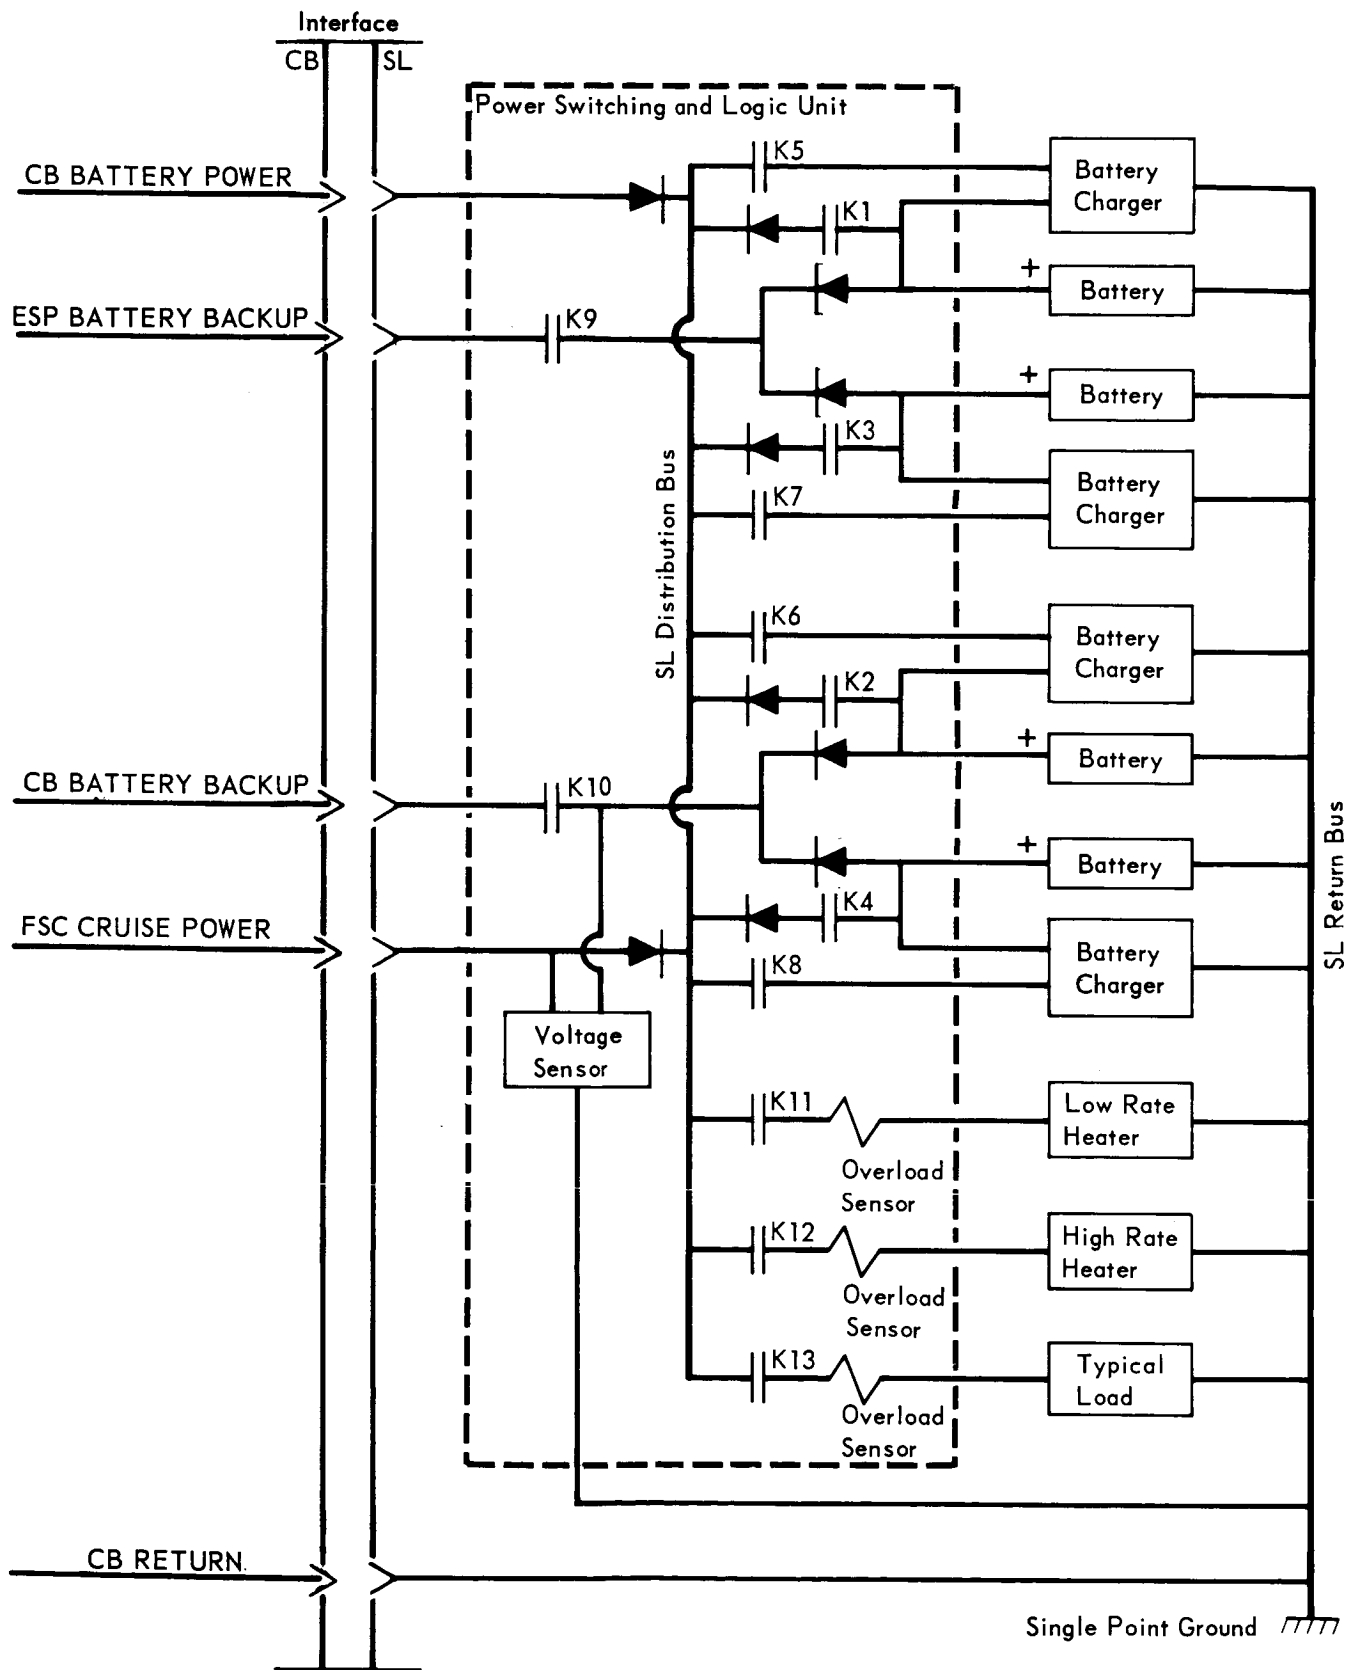 Interface
CB SL
Power Switching and Logic Unit
CB BATTERY POWER
K5
Battery
Charger
K1
+
Battery
ESP BATTERY BACKUP
K9
+
Battery
K3
Battery
Charger
K7
SL Distribution Bus
K6
Battery
Charger
K2
+
Battery
CB BATTERY BACKUP
K10
+
Battery
SL Return Bus
K4
FSC CRUISE POWER
Battery
Charger
K8
Voltage
Sensor
K11
Low Rate
Heater
Overload
Sensor
K12
High Rate
Heater
Overload
Sensor
K13
Typical
Load
Overload
Sensor
CB RETURN
Single Point Ground